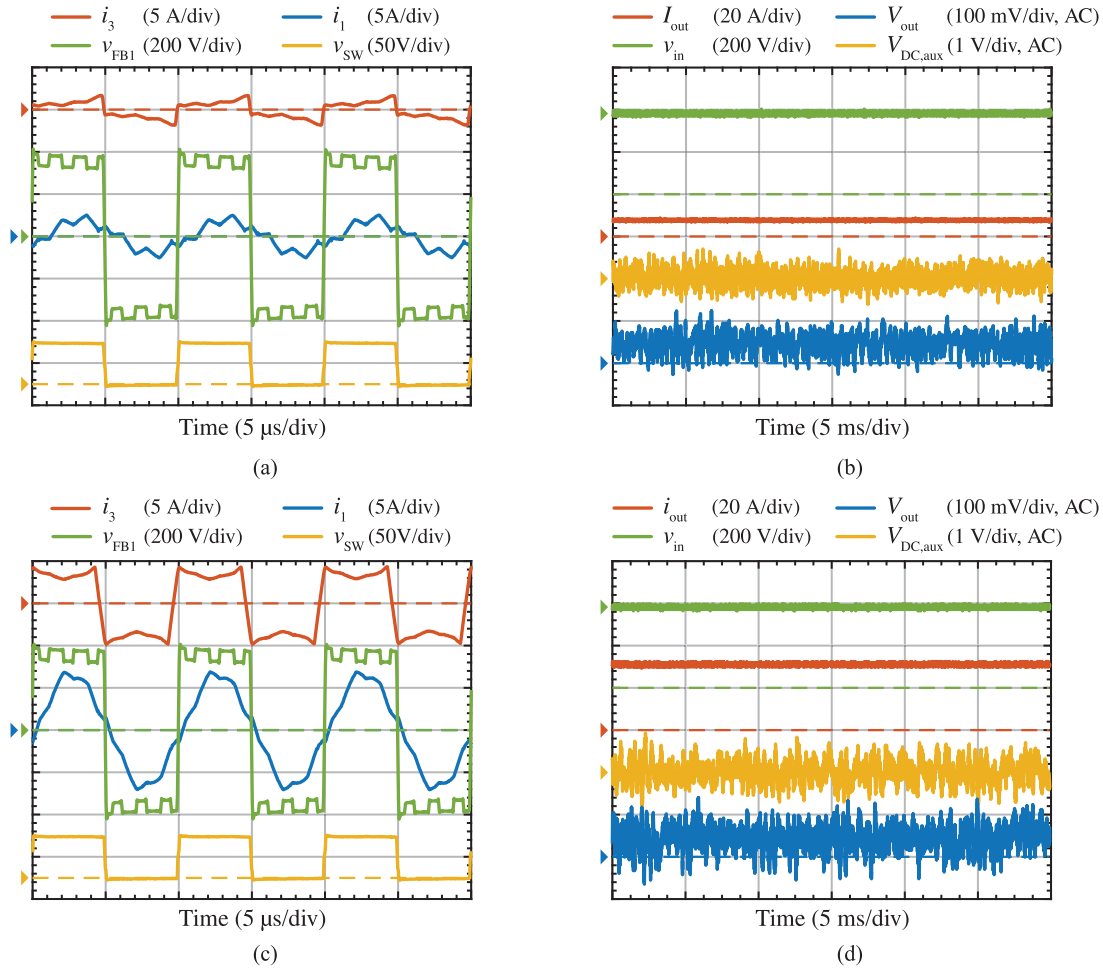 i3 (5 A/div) i1 (5A/div)
vFB1 (200 V/div) vSW (50V/div)
Time (5 μs/div)
(a)
Iout (20 A/div) Vout (100 mV/div, AC)
vin (200 V/div) VDC,aux (1 V/div, AC)
Time (5 ms/div)
(b)
i3 (5 A/div) i1 (5A/div)
vFB1 (200 V/div) vSW (50V/div)
Time (5 μs/div)
(c)
iout (20 A/div) Vout (100 mV/div, AC)
vin (200 V/div) VDC,aux (1 V/div, AC)
Time (5 ms/div)
(d)